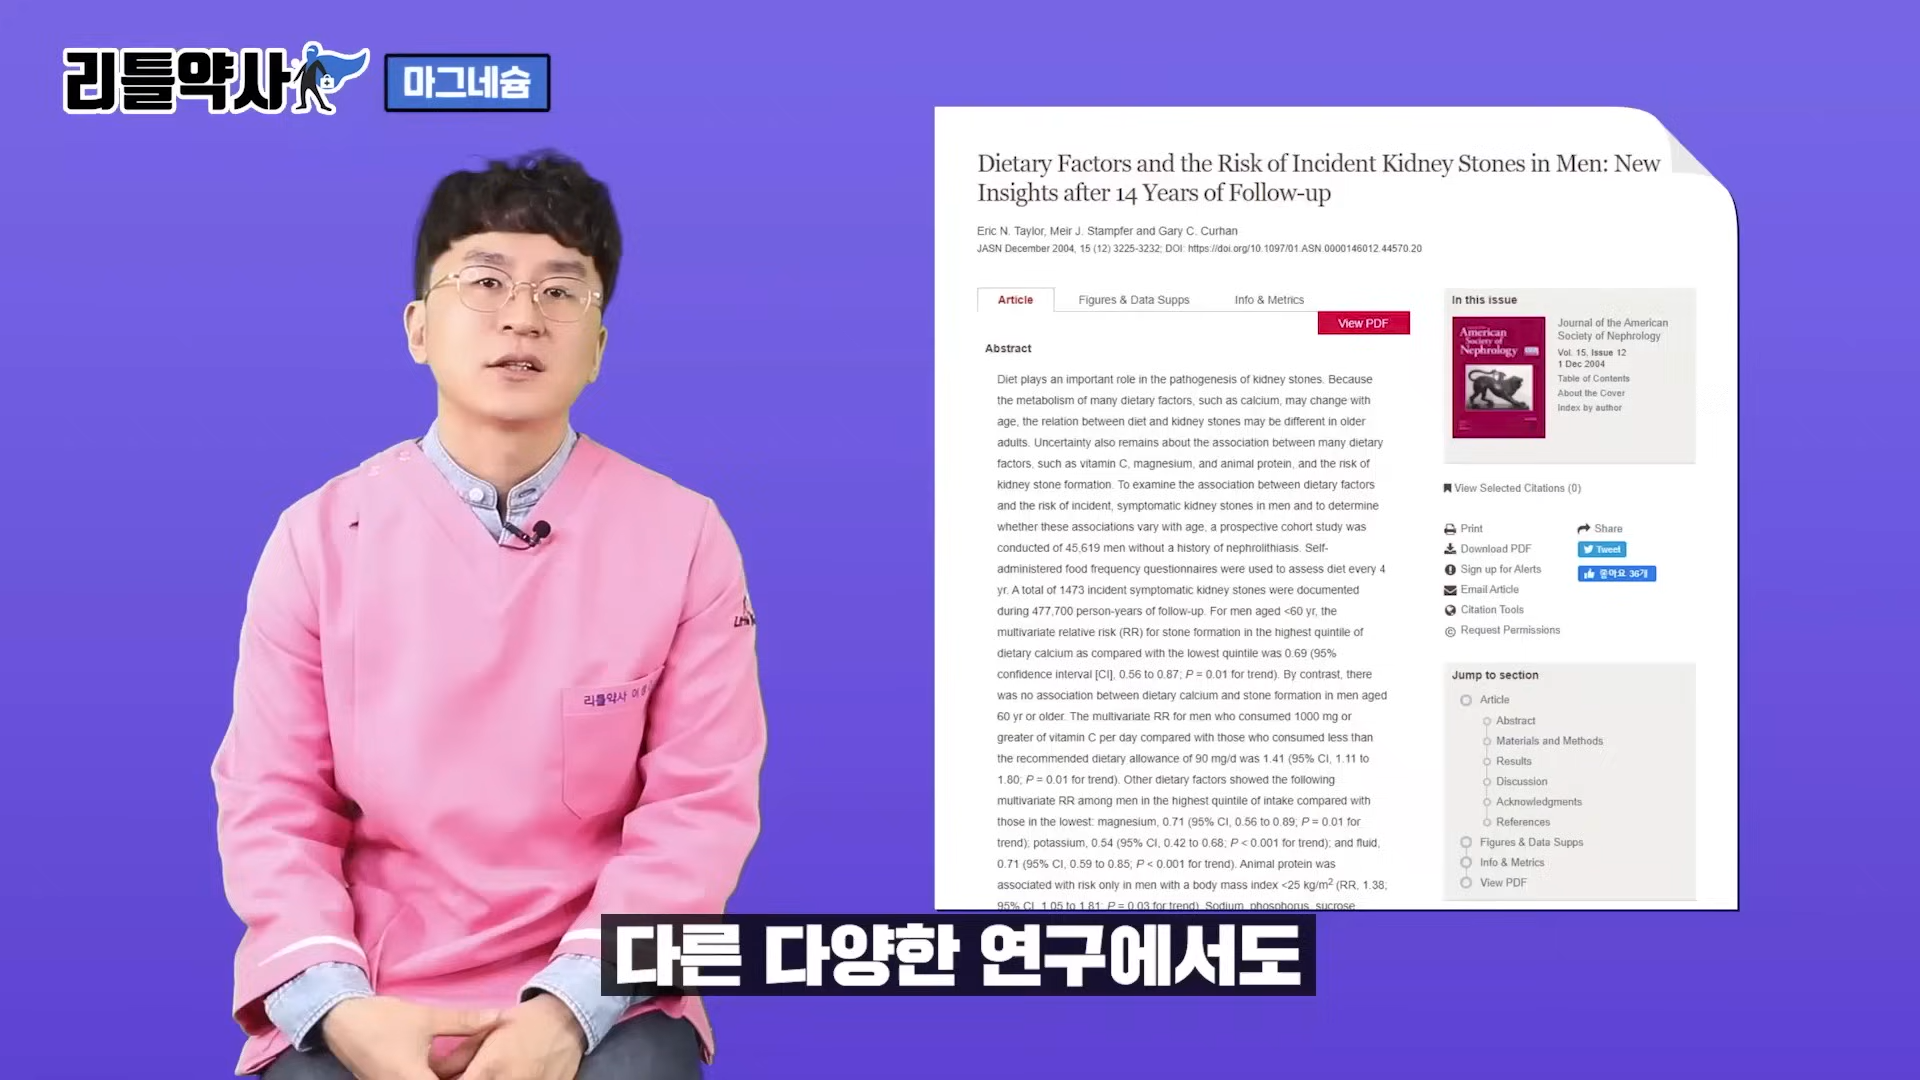 리틀약사
마그네슘
Dietary Factors and the Risk of Incident Kidney Stones in Men: New
Insights after 14 Years of Follow-up
Eric N. Taylor, Meir J. Stampfer and Gary C. Curhan
JASN December 2004, 15 (12) 3225-3232; DOI: https://doi.org/10.1097/01.ASN.0000146012.44570.20
Article
Figures & Data Supps
Info & Metrics
View PDF
Abstract
Diet plays an important role in the pathogenesis of kidney stones. Because
the metabolism of many dietary factors, such as calcium, may change with
age, the relation between diet and kidney stones may be different in older
adults. Uncertainty also remains about the association between many dietary
factors, such as vitamin C, magnesium, and animal protein, and the risk of
kidney stone formation. To examine the association between dietary factors
and the risk of incident, symptomatic kidney stones in men and to determine
whether these associations vary with age, a prospective cohort study was
conducted of 45,619 men without a history of nephrolithiasis. Self-
administered food frequency questionnaires were used to assess diet every 4
yr. A total of 1473 incident symptomatic kidney stones were documented
during 477,700 person-years of follow-up. For men aged <60 yr, the
multivariate relative risk (RR) for stone formation in the highest quintile of
dietary calcium as compared with the lowest quintile was 0.69 (95%
confidence interval [CI], 0.56 to 0.87; P = 0.01 for trend). By contrast, there
was no association between dietary calcium and stone formation in men aged
60 yr or older. The multivariate RR for men who consumed 1000 mg or
greater of vitamin C per day compared with those who consumed less than
the recommended dietary allowance of 90 mg/d was 1.41 (95% CI, 1.11 to
1.80; P = 0.01 for trend). Other dietary factors showed the following
multivariate RR among men in the highest quintile of intake compared with
those in the lowest: magnesium, 0.71 (95% CI, 0.56 to 0.89; P = 0.01 for
trend); potassium, 0.54 (95% CI, 0.42 to 0.68; P < 0.001 for trend); and fluid,
0.71 (95% CI, 0.59 to 0.85; P < 0.001 for trend). Animal protein was
associated with risk only in men with a body mass index <25 kg/m2 (RR, 1.38;
95% CI, 1.05 to 1.81; P = 0.03 for trend). Sodium, phosphorus, sucrose,
In this issue
American
Society of
Nephrology
Journal of the American
Society of Nephrology
Vol. 15, Issue 12
1 Dec 2004
Table of Contents
About the Cover
Index by author
View Selected Citations (0)
Print
Download PDF
Sign up for Alerts
Email Article
Citation Tools
Request Permissions
Share
Tweet
좋아요 36개
Jump to section
Article
Abstract
Materials and Methods
Results
Discussion
Acknowledgments
References
Figures & Data Supps
Info & Metrics
View PDF
리틀약사
다른 다양한 연구에서도